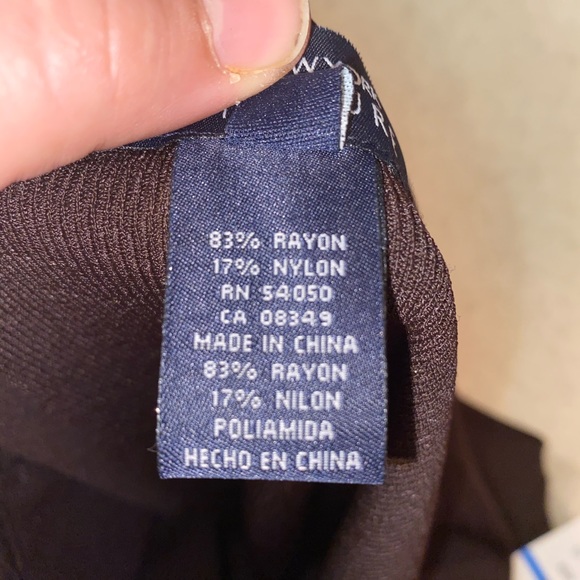 83% RAYON
17% NYLON
RN 54050
CA 08349
MADE IN CHINA
83% RAYON
17% NILON
POLIAMIDA
HECHO EN CHINA